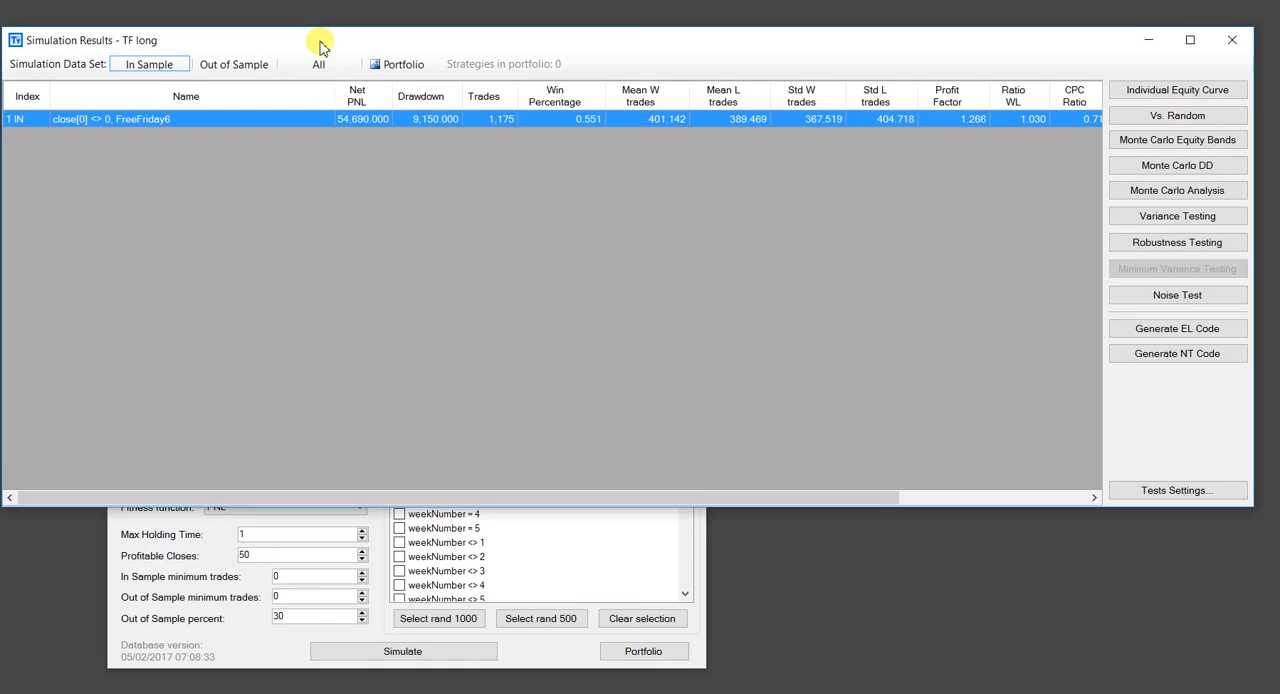 Simulation Results - TF long
Simulation Data Set: In Sample Out of Sample All Portfolio Strategies in portfolio: 0
Index Name Net PNL Drawdown Trades Win Percentage Mean W trades Mean L trades Std W trades Std L trades Profit Factor Ratio WL CPC Ratio
1 IN close[0] <> 0, FreeFriday6 54,690.000 9,150.000 1,175 0.551 401.142 389.469 367.519 404.718 1.266 1.030 0.71
Individual Equity Curve
Vs. Random
Monte Carlo Equity Bands
Monte Carlo DD
Monte Carlo Analysis
Variance Testing
Robustness Testing
Minimum Variance Testing
Noise Test
Generate EL Code
Generate NT Code
Tests Settings...
Fitness function: PNL
Max Holding Time: 1
Profitable Closes: 50
In Sample minimum trades: 0
Out of Sample minimum trades: 0
Out of Sample percent: 30
weekNumber = 4
weekNumber = 5
weekNumber <> 1
weekNumber <> 2
weekNumber <> 3
weekNumber <> 4
weekNumber <> 5
Select rand 1000 Select rand 500 Clear selection
Database version:
05/02/2017 07:08:33
Simulate Portfolio